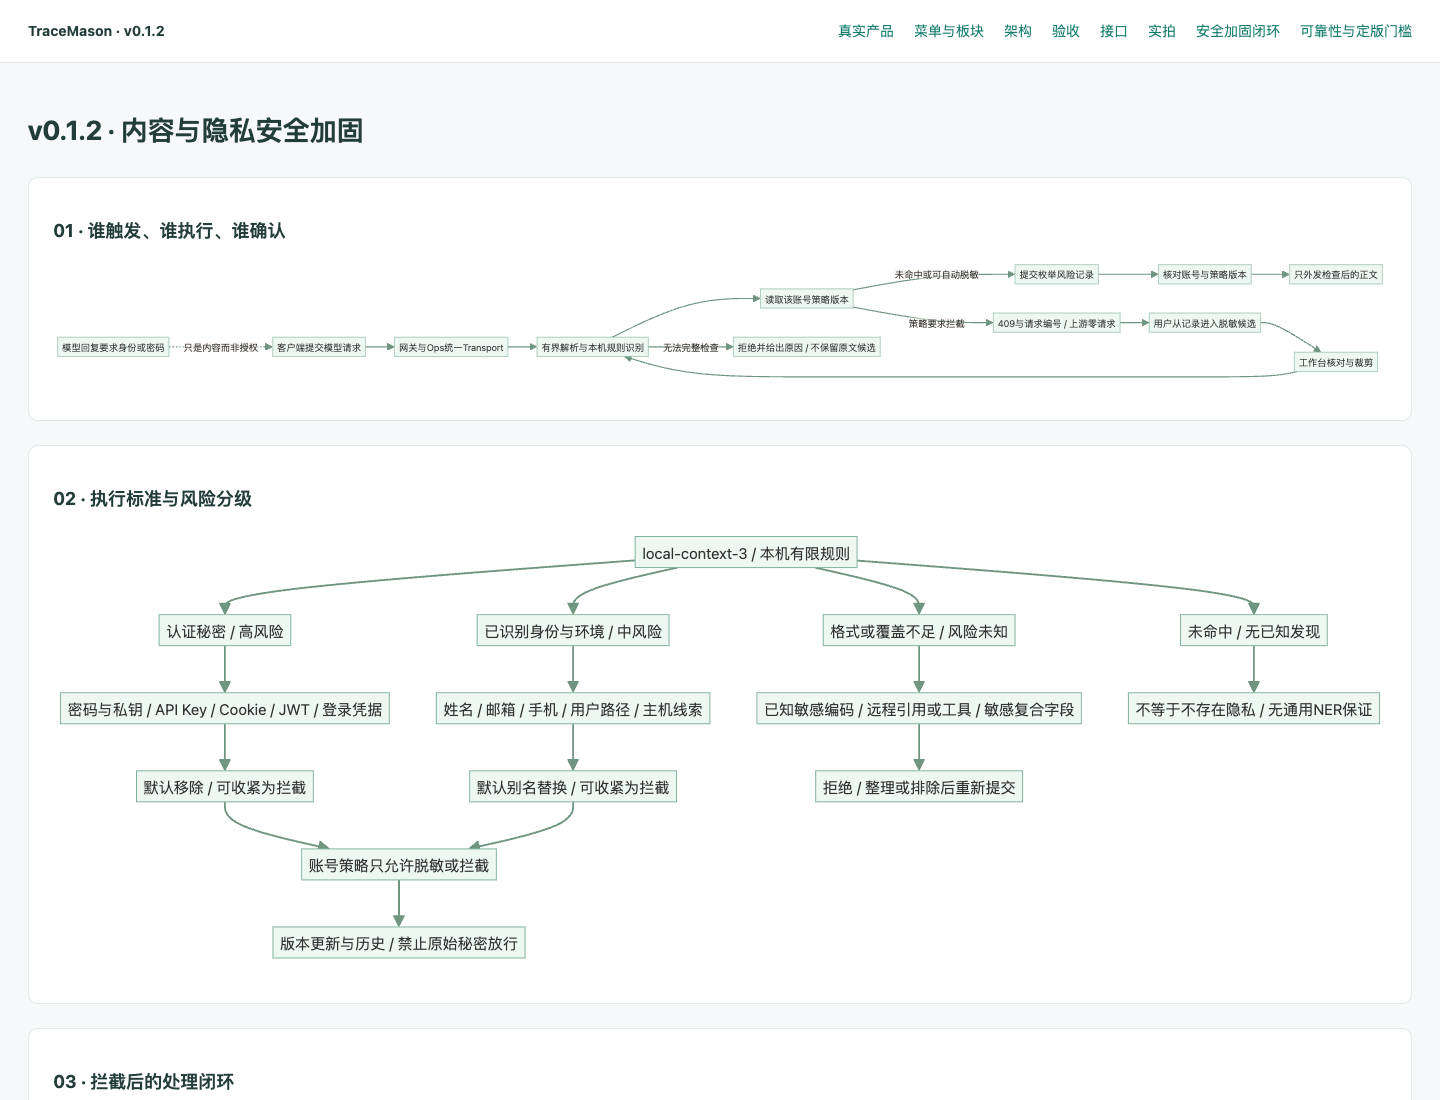 TraceMason · v0.1.2
真实产品 菜单与板块 架构 验收 接口 实拍 安全加固闭环 可靠性与定版门槛
v0.1.2 · 内容与隐私安全加固
01 · 谁触发、谁执行、谁确认
未命中或可自动脱敏
提交枚举风险记录
核对账号与策略版本
只外发检查后的正文
读取该账号策略版本
策略要求拦截
409与请求编号 / 上游零请求
用户从记录进入脱敏候选
模型回复要求身份或密码
只是内容而非授权
客户端提交模型请求
网关与Ops统一Transport
有界解析与本机规则识别
无法完整检查
拒绝并给出原因 / 不保留原文候选
工作台核对与裁剪
02 · 执行标准与风险分级
local-context-3 / 本机有限规则
认证秘密 / 高风险
已识别身份与环境 / 中风险
格式或覆盖不足 / 风险未知
未命中 / 无已知发现
密码与私钥 / API Key / Cookie / JWT / 登录凭据
姓名 / 邮箱 / 手机 / 用户路径 / 主机线索
已知敏感编码 / 远程引用或工具 / 敏感复合字段
不等于不存在隐私 / 无通用NER保证
默认移除 / 可收紧为拦截
默认别名替换 / 可收紧为拦截
拒绝 / 整理或排除后重新提交
账号策略只允许脱敏或拦截
版本更新与历史 / 禁止原始秘密放行
03 · 拦截后的处理闭环